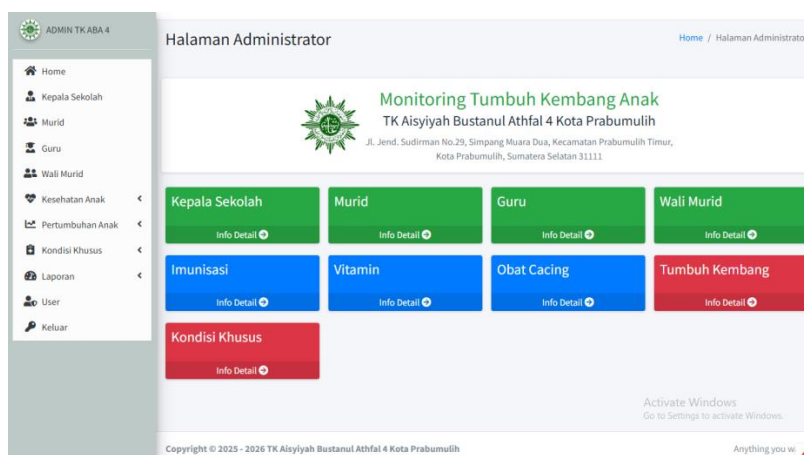 ADMIN TK ABA 4
Home
Kepala Sekolah
Murid
Guru
Wali Murid
Kesehatan Anak
Pertumbuhan Anak
Kondisi Khusus
Laporan
User
Keluar
Halaman Administrator
Home / Halaman Administrato
Monitoring Tumbuh Kembang Anak
TK Aisyiyah Bustanul Athfal 4 Kota Prabumulih
Jl. Jend. Sudirman No.29, Simpang Muara Dua, Kecamatan Prabumulih Timur,
Kota Prabumulih, Sumatera Selatan 31111
Kepala Sekolah
Info Detail
Murid
Info Detail
Guru
Info Detail
Wali Murid
Info Detail
Imunisasi
Info Detail
Vitamin
Info Detail
Obat Cacing
Info Detail
Tumbuh Kembang
Info Detail
Kondisi Khusus
Info Detail
Activate Windows
Go to Settings to activate Windows.
Copyright © 2025 - 2026 TK Aisyiyah Bustanul Athfal 4 Kota Prabumulih
Anything you w